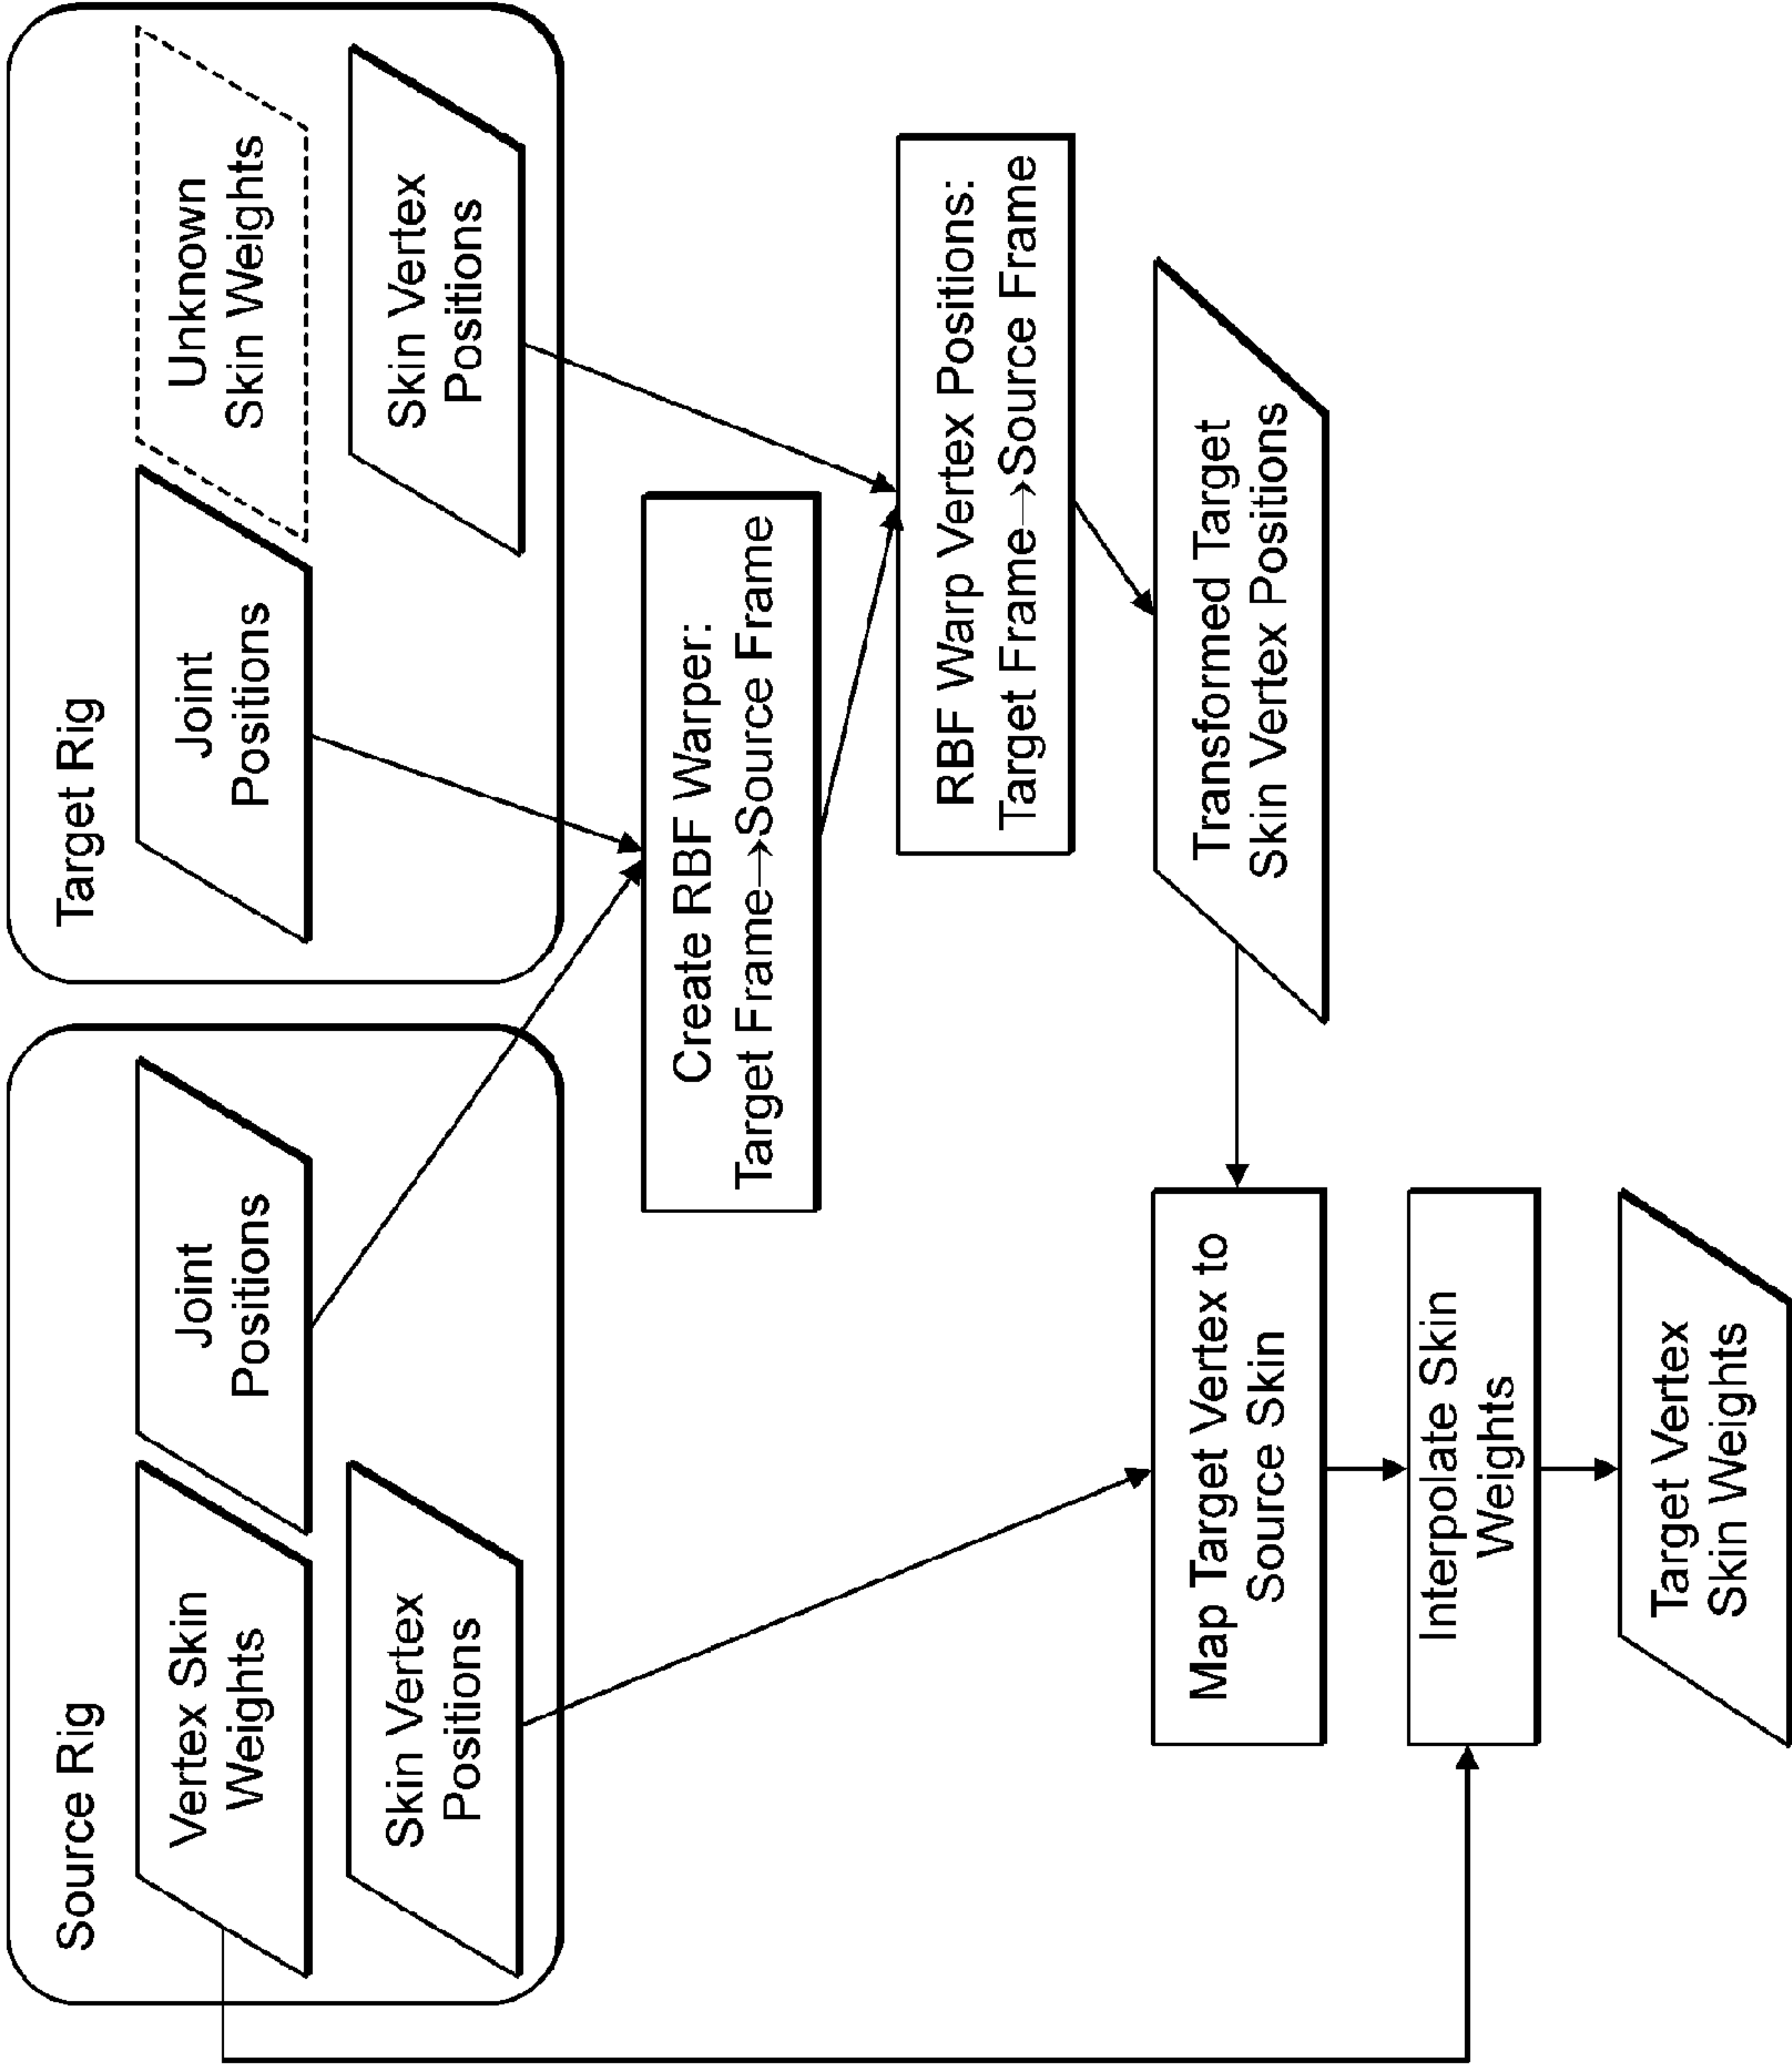 Source Rig
Vertex Skin
Weights
Joint
Positions
Skin Vertex
Positions
Target Rig
Joint
Positions
Unknown
Skin Weights
Skin Vertex
Positions
Create RBF Warper:
Target Frame→Source Frame
RBF Warp Vertex Positions:
Target Frame→Source Frame
Transformed Target
Skin Vertex Positions
Map Target Vertex to
Source Skin
Interpolate Skin
Weights
Target Vertex
Skin Weights